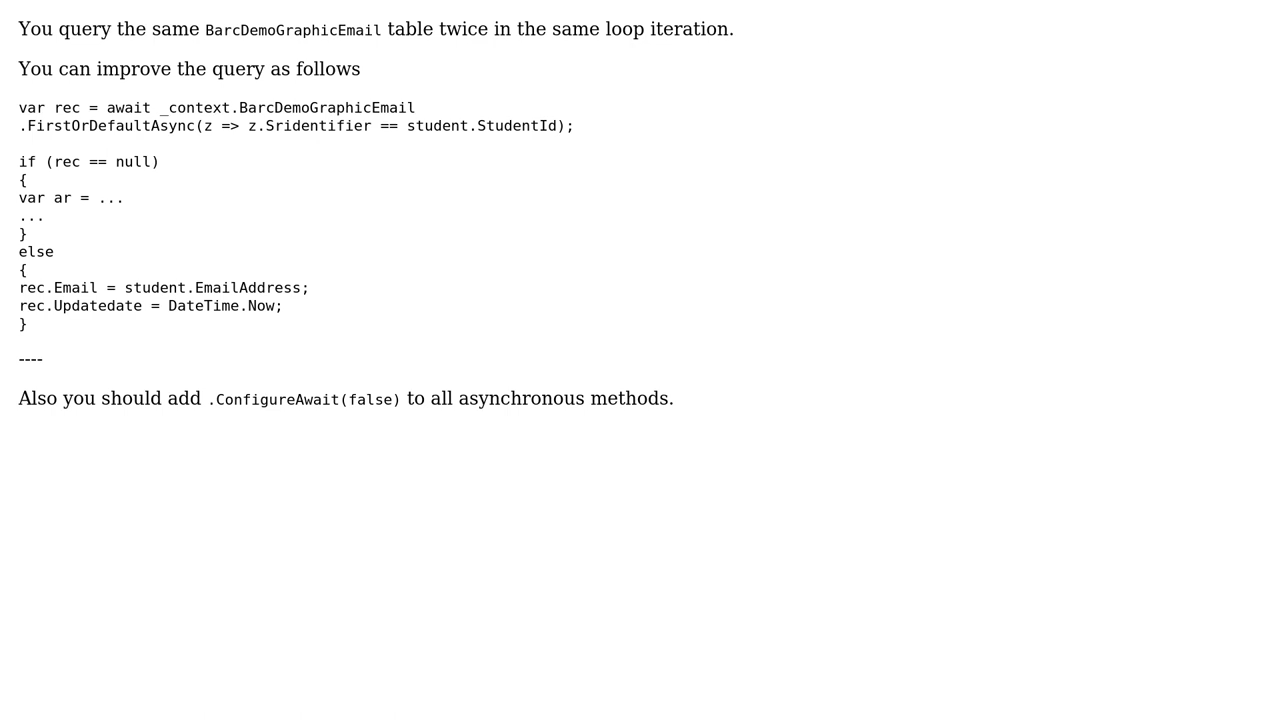 You query the same BarcDemoGraphicEmail table twice in the same loop iteration.
You can improve the query as follows
var rec = await _context.BarcDemoGraphicEmail
.FirstOrDefaultAsync(z => z.Sridentifier == student.StudentId);
if (rec == null)
{
var ar = ...
...
}
else
{
rec.Email = student.EmailAddress;
rec.Updatedate = DateTime.Now;
}
----
Also you should add .ConfigureAwait(false) to all asynchronous methods.